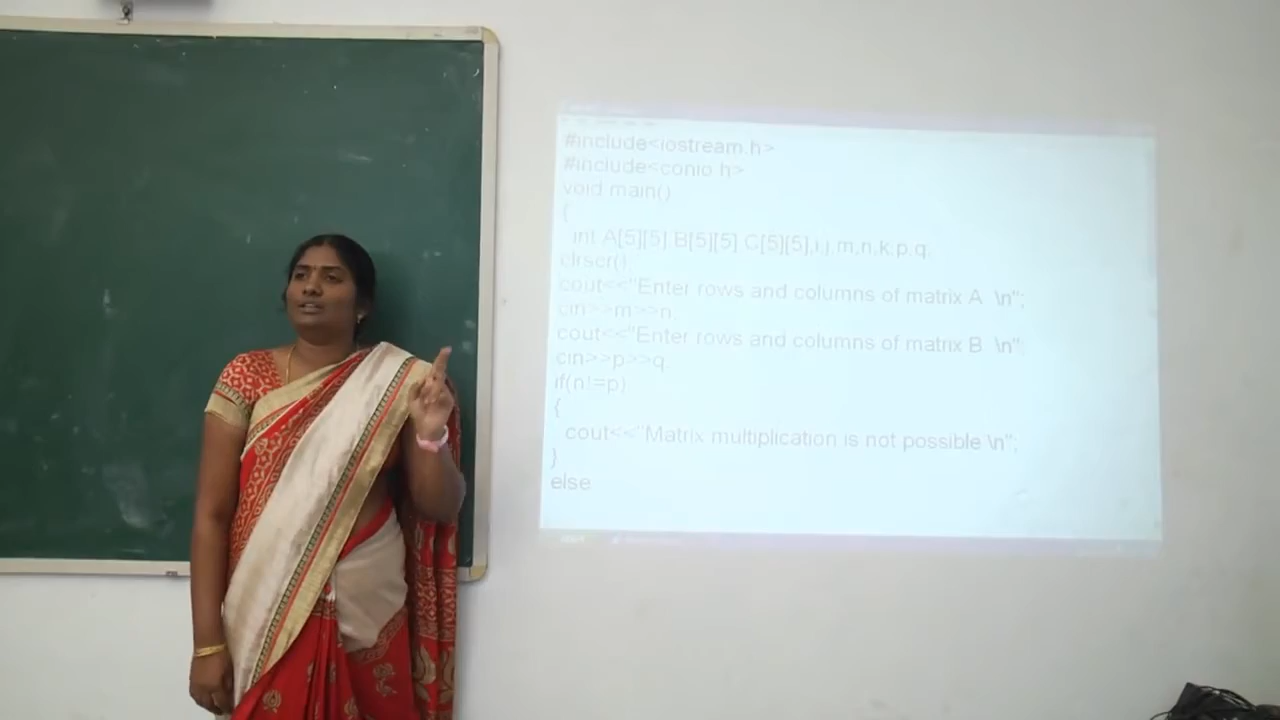 #include<iostream.h>
#include<conio.h>
void main()
{
int A[5][5],B[5][5],C[5][5],i,j,m,n,k,p,q;
clrscr();
cout<<"Enter rows and columns of matrix A \n";
cin>>m>>n;
cout<<"Enter rows and columns of matrix B \n";
cin>>p>>q;
if(n!=p)
{
cout<<"Matrix multiplication is not possible \n";
}
else